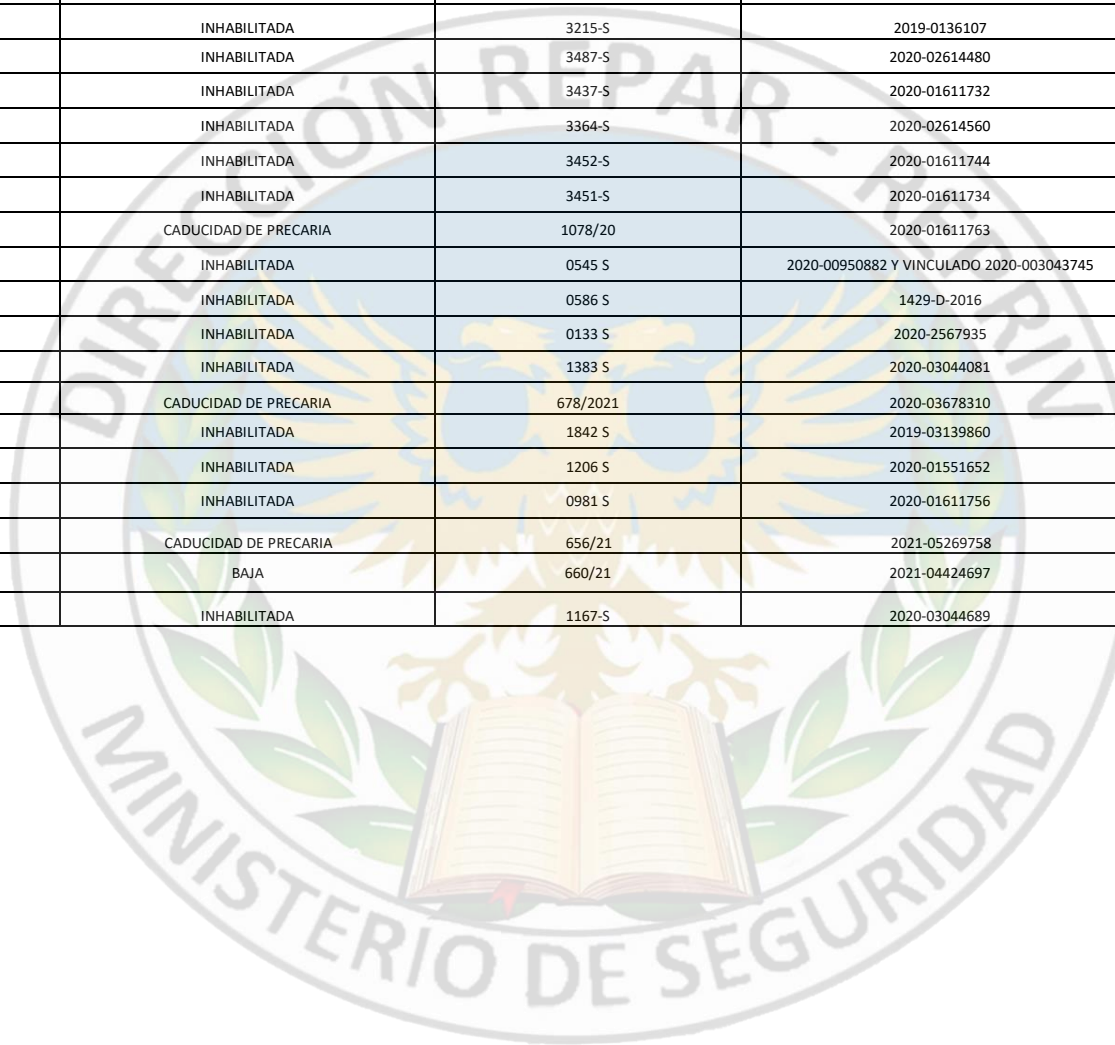 INHABILITADA 3215-S 2019-0136107
INHABILITADA 3487-S 2020-02614480
INHABILITADA 3437-S 2020-01611732
INHABILITADA 3364-S 2020-02614560
INHABILITADA 3452-S 2020-01611744
INHABILITADA 3451-S 2020-01611734
CADUCIDAD DE PRECARIA 1078/20 2020-01611763
INHABILITADA 0545 S 2020-00950882 Y VINCULADO 2020-003043745
INHABILITADA 0586 S 1429-D-2016
INHABILITADA 0133 S 2020-2567935
INHABILITADA 1383 S 2020-03044081
CADUCIDAD DE PRECARIA 678/2021 2020-03678310
INHABILITADA 1842 S 2019-03139860
INHABILITADA 1206 S 2020-01551652
INHABILITADA 0981 S 2020-01611756
CADUCIDAD DE PRECARIA 656/21 2021-05269758
BAJA 660/21 2021-04424697
INHABILITADA 1167-S 2020-03044689
DIRECCIÓN REPAR - REPRIV
MINISTERIO DE SEGURIDAD